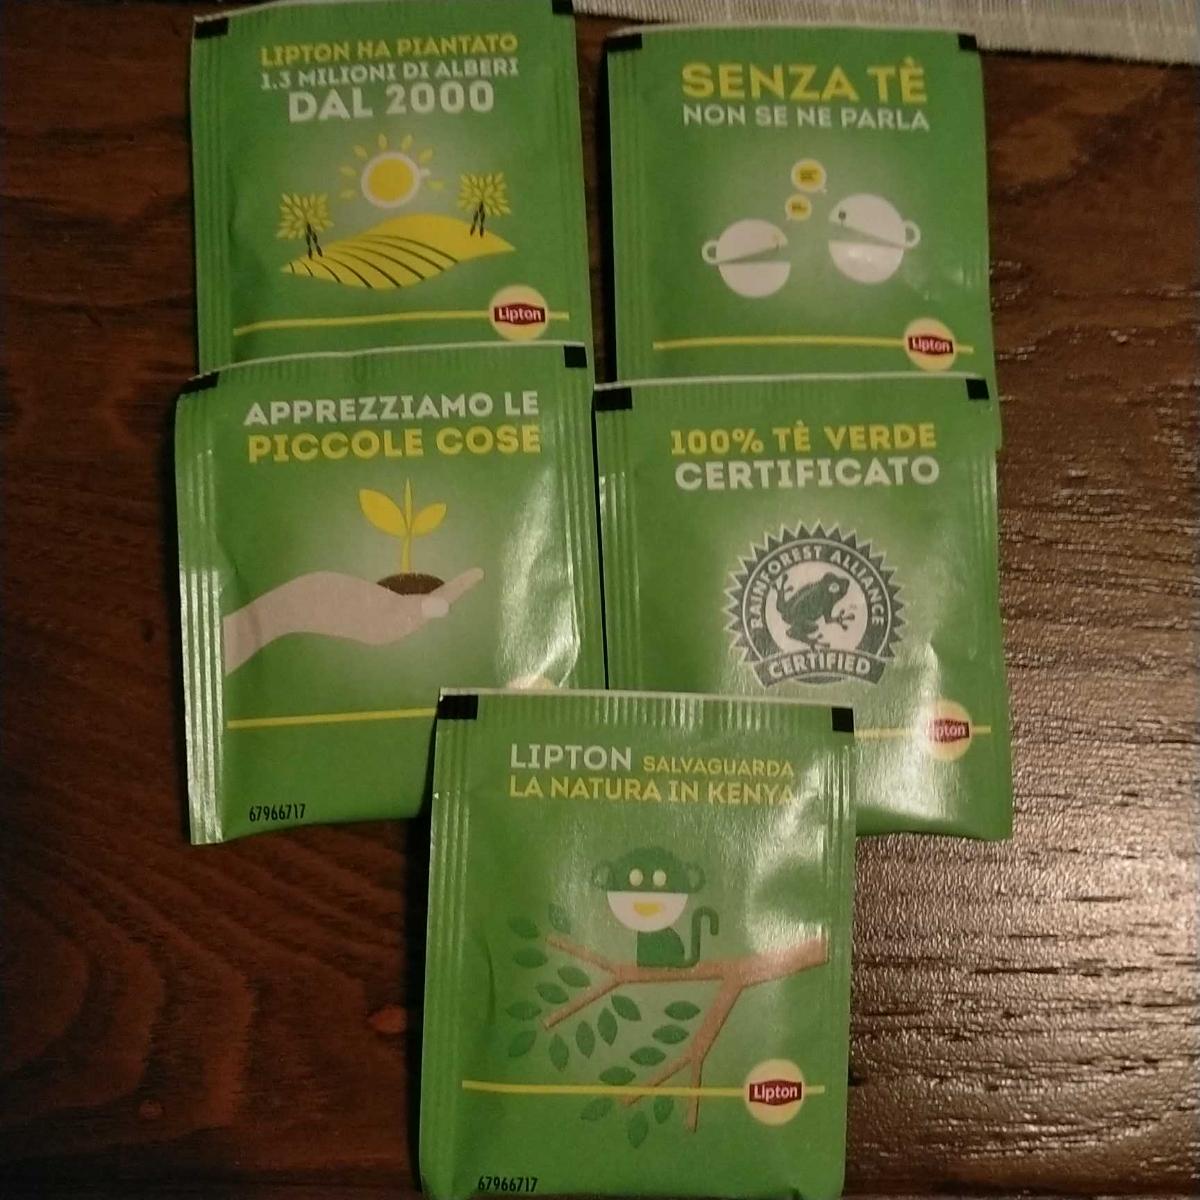 LIPTON HA PIANTATO
1.3 MILIONI DI ALBERI
DAL 2000
Lipton
SENZA TÈ
NON SE NE PARLA
Lipton
APPREZZIAMO LE
PICCOLE COSE
67966717
100% TÈ VERDE
CERTIFICATO
RAINFOREST ALLIANCE
CERTIFIED
Lipton
LIPTON SALVAGUARDA
LA NATURA IN KENYA
Lipton
67966717